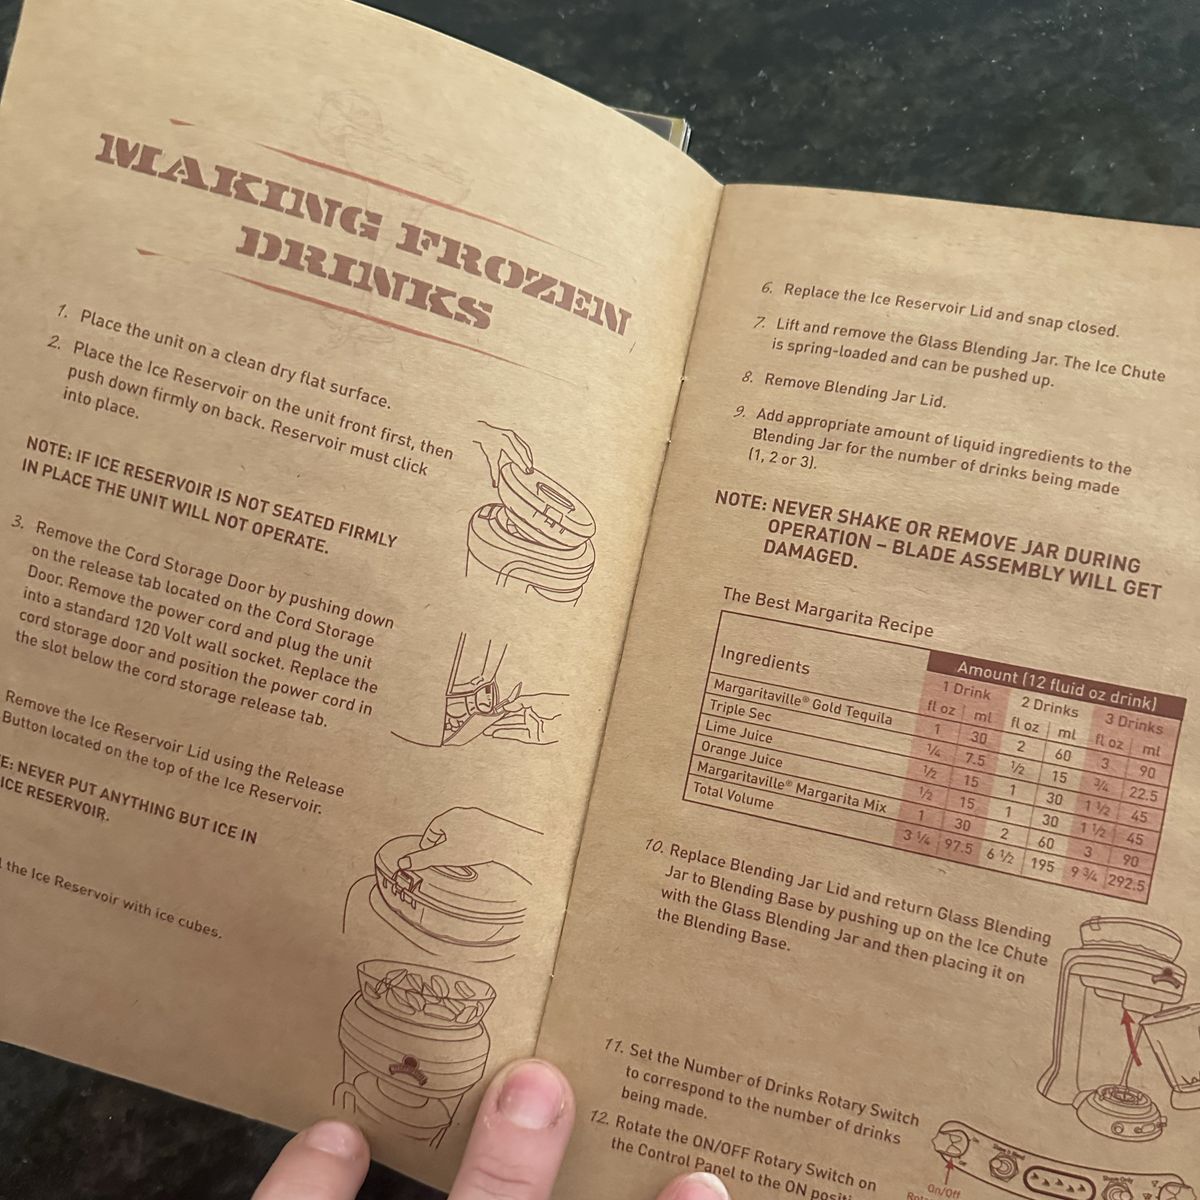 MAKING FROZEN
DRINKS
1. Place the unit on a clean dry flat surface.
2. Place the Ice Reservoir on the unit front first, then
push down firmly on back. Reservoir must click
into place.
NOTE: IF ICE RESERVOIR IS NOT SEATED FIRMLY
IN PLACE THE UNIT WILL NOT OPERATE.
3. Remove the Cord Storage Door by pushing down
on the release tab located on the Cord Storage
Door. Remove the power cord and plug the unit
into a standard 120 Volt wall socket. Replace the
cord storage door and position the power cord in
the slot below the cord storage release tab.
Remove the Ice Reservoir Lid using the Release
Button located on the top of the Ice Reservoir.
E: NEVER PUT ANYTHING BUT ICE IN
ICE RESERVOIR.
the Ice Reservoir with ice cubes.
6. Replace the Ice Reservoir Lid and snap closed.
7. Lift and remove the Glass Blending Jar. The Ice Chute
is spring-loaded and can be pushed up.
8. Remove Blending Jar Lid.
9. Add appropriate amount of liquid ingredients to the
Blending Jar for the number of drinks being made
(1, 2 or 3).
NOTE: NEVER SHAKE OR REMOVE JAR DURING
OPERATION – BLADE ASSEMBLY WILL GET
DAMAGED.
The Best Margarita Recipe
Ingredients Amount (12 fluid oz drink)
1 Drink 2 Drinks 3 Drinks
fl oz ml fl oz ml fl oz ml
Margaritaville® Gold Tequila 1 30 2 60 3 90
Triple Sec ¼ 7.5 ½ 15 ¾ 22.5
Lime Juice ½ 15 1 30 1 ½ 45
Orange Juice ½ 15 1 30 1 ½ 45
Margaritaville® Margarita Mix 1 30 2 60 3 90
Total Volume 3 ¼ 97.5 6 ½ 195 9 ¾ 292.5
10. Replace Blending Jar Lid and return Glass Blending
Jar to Blending Base by pushing up on the Ice Chute
with the Glass Blending Jar and then placing it on
the Blending Base.
11. Set the Number of Drinks Rotary Switch
to correspond to the number of drinks
being made.
12. Rotate the ON/OFF Rotary Switch on
the Control Panel to the ON
On/Off